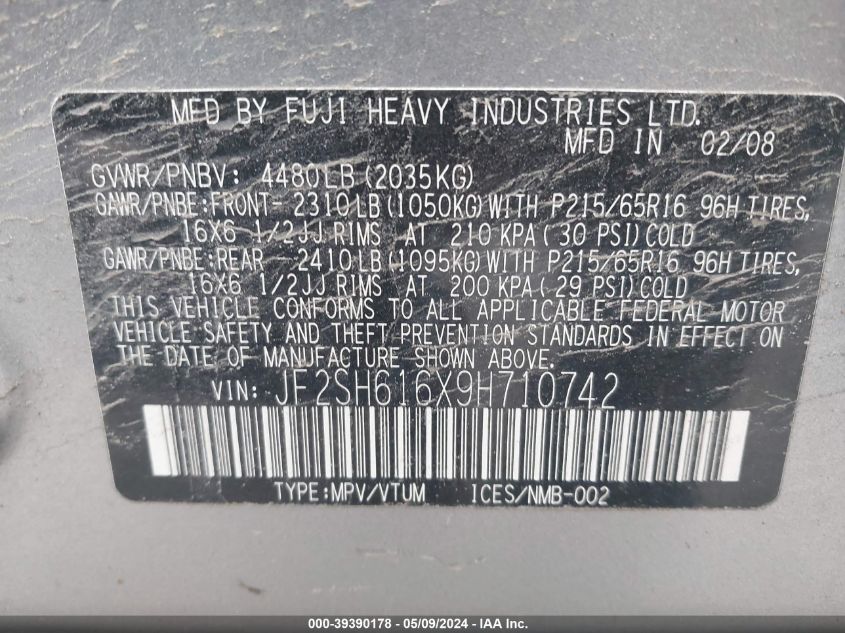 MFD BY FUJI HEAVY INDUSTRIES LTD.
MFD IN 02/08
GVWR/PNBV: 4480LB(2035KG)
GAWR/PNBE:FRONT- 2310LB(1050KG)WITH P215/65R16 96H TIRES,
16X6 1/2JJ RIMS AT 210 KPA( 30 PSI)COLD
GAWR/PNBE:REAR 2410LB(1095KG)WITH P215/65R16 96H TIRES,
16X6 1/2JJ RIMS AT 200 KPA( 29 PSI)COLD
THIS VEHICLE CONFORMS TO ALL APPLICABLE FEDERAL MOTOR
VEHICLE SAFETY AND THEFT PREVENTION STANDARDS IN EFFECT ON
THE DATE OF MANUFACTURE SHOWN ABOVE.
VIN: JF2SH616X9H710742
TYPE:MPV/VTUM ICES/NMB-002
000-39390178 - 05/09/2024 - IAA Inc.